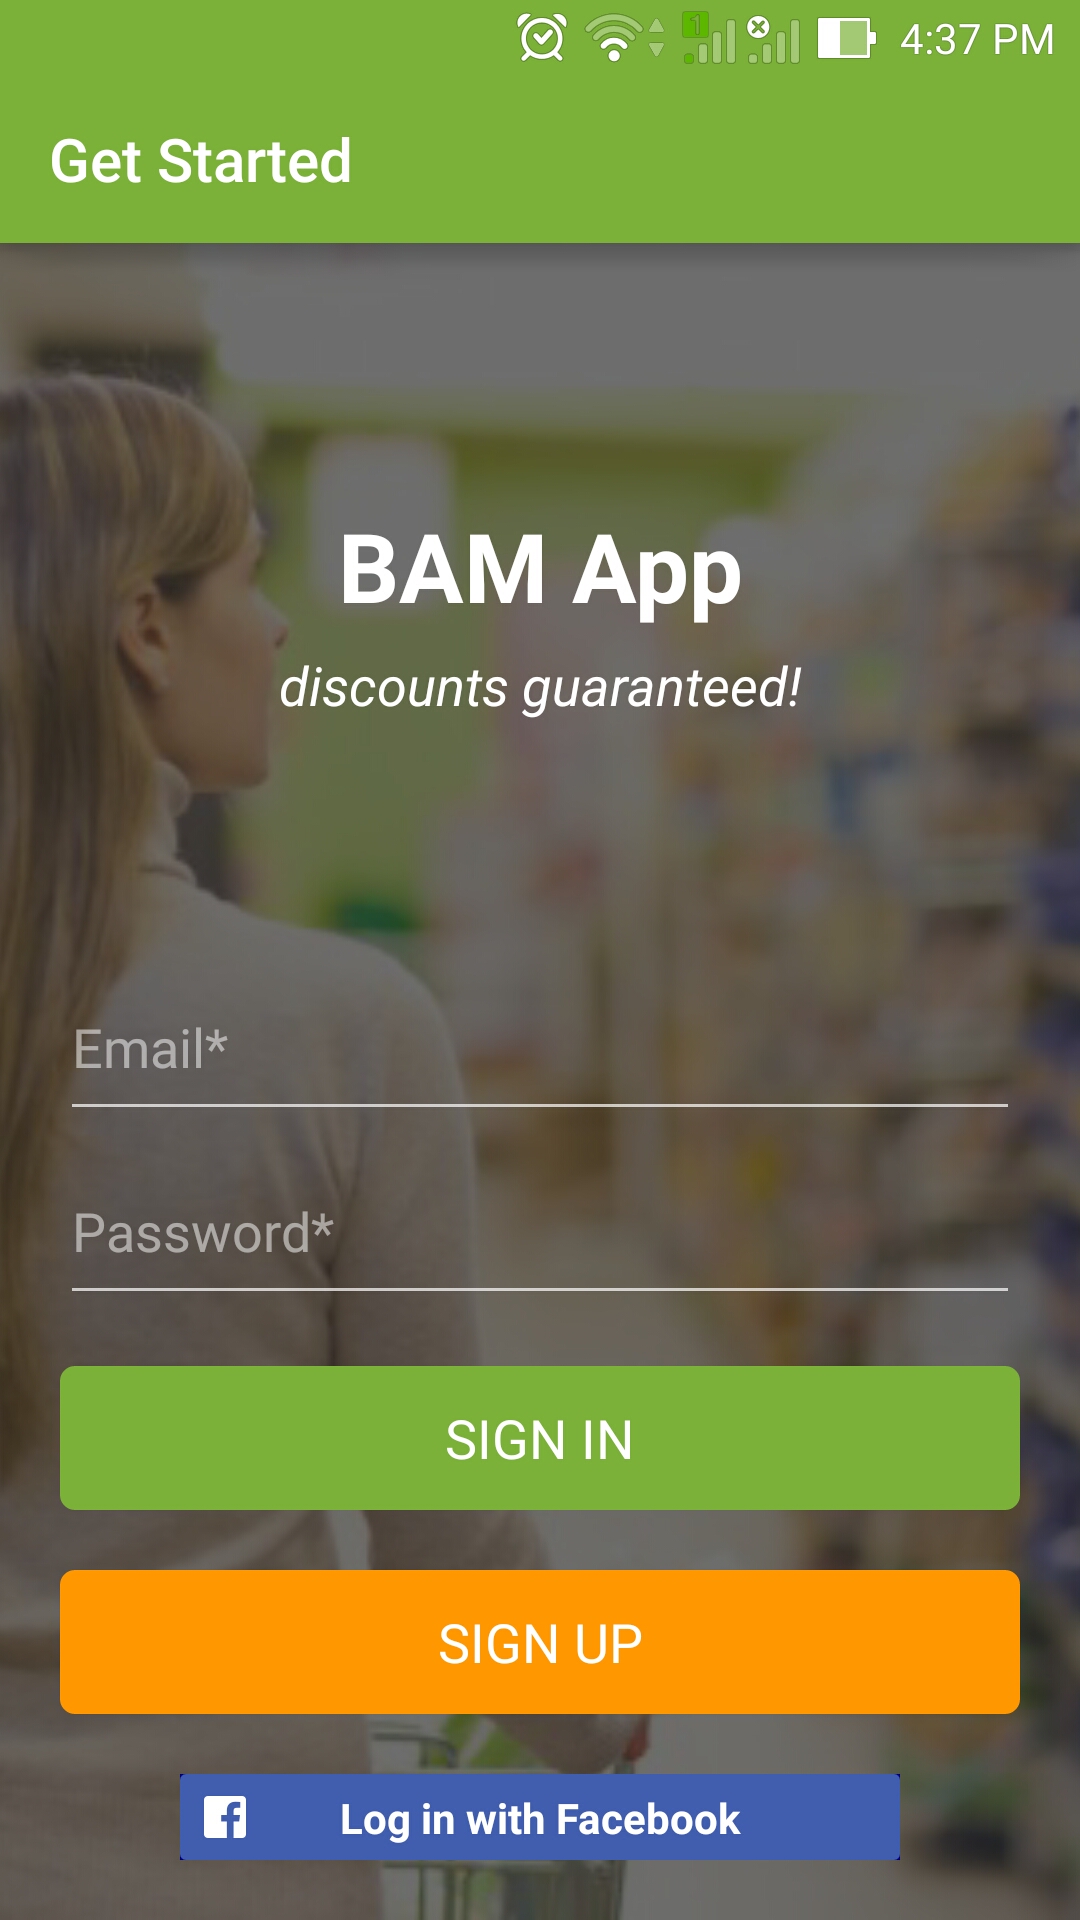 1
4:37 PM
Get Started
BAM App
discounts guaranteed!
Email*
Password*
SIGN IN
SIGN UP
Log in with Facebook